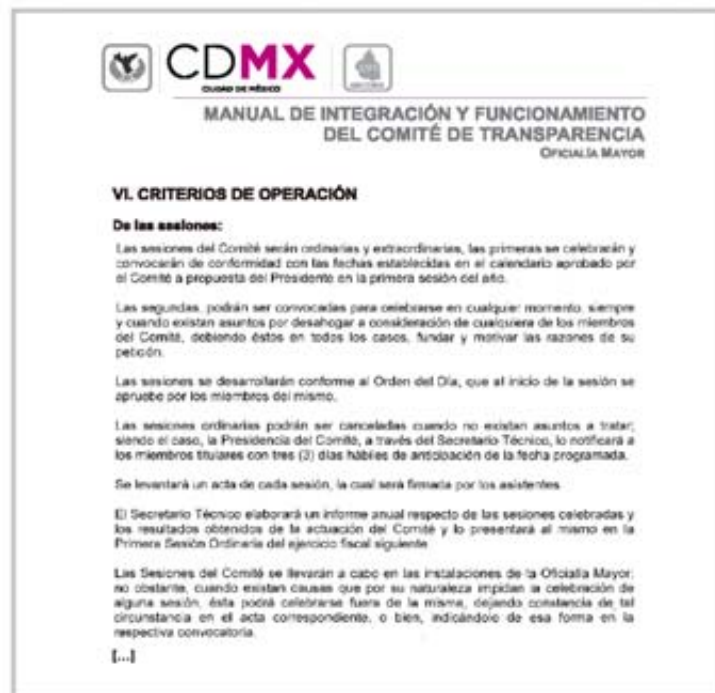 CDMX
CIUDAD DE MÉXICO
MANUAL DE INTEGRACIÓN Y FUNCIONAMIENTO
DEL COMITÉ DE TRANSPARENCIA
OFICIALÍA MAYOR
VI. CRITERIOS DE OPERACIÓN
De las sesiones:
Las sesiones del Comité serán ordinarias y extraordinarias, las primeras se celebrarán y
convocarán de conformidad con las fechas establecidas en el calendario aprobado por
el Comité a propuesta del Presidente en la primera sesión del año.
Las segundas, podrán ser convocadas para celebrarse en cualquier momento, siempre
y cuando existan asuntos por desahogar a consideración de cualquiera de los miembros
del Comité, debiendo éstos en todos los casos, fundar y motivar las razones de su
petición.
Las sesiones se desarrollarán conforme al Orden del Día, que al inicio de la sesión se
apruebe por los miembros del mismo.
Las sesiones ordinarias podrán ser canceladas cuando no existan asuntos a tratar;
siendo el caso, la Presidencia del Comité, a través del Secretario Técnico, lo notificará a
los miembros titulares con tres (3) días hábiles de anticipación de la fecha programada.
Se levantará un acta de cada sesión, la cual será firmada por los asistentes.
El Secretario Técnico elaborará un informe anual respecto de las sesiones celebradas y
los resultados obtenidos de la actuación del Comité y lo presentará al mismo en la
Primera Sesión Ordinaria del ejercicio fiscal siguiente.
Las Sesiones del Comité se llevarán a cabo en las instalaciones de la Oficialía Mayor;
no obstante, cuando existan causas que por su naturaleza impidan la celebración de
alguna sesión, ésta podrá celebrarse fuera de la misma, dejando constancia de tal
circunstancia en el acta correspondiente, o bien, indicándolo de esa forma en la
respectiva convocatoria.
[...]